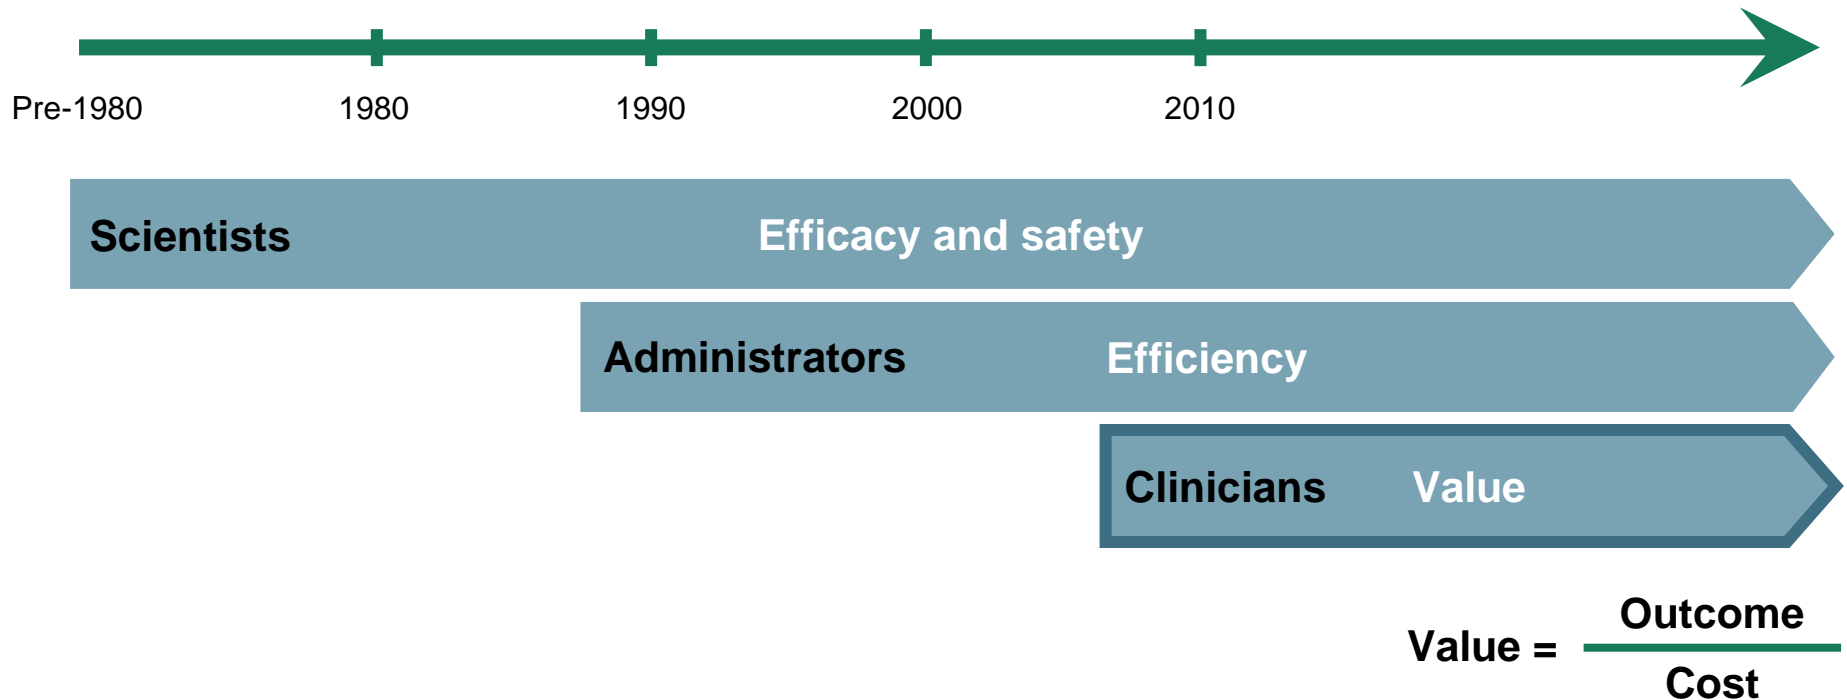 Pre-1980 1980 1990 2000 2010
Scientists Efficacy and safety
Administrators Efficiency
Clinicians Value
Value = Outcome
Cost